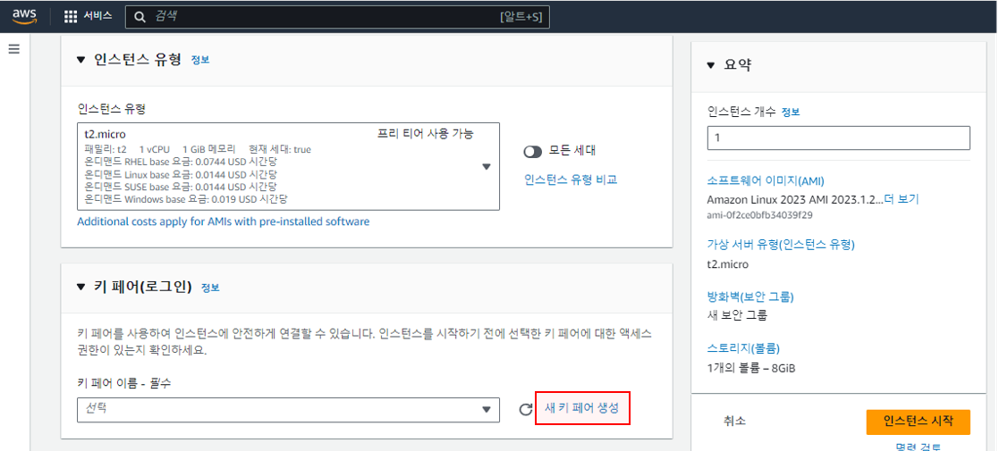 aws
서비스
검색
[알트+S]
인스턴스 유형 정보
인스턴스 유형
t2.micro
프리 티어 사용 가능
패밀리: t2 1 vCPU 1 GiB 메모리 현재 세대: true
온디맨드 RHEL base 요금: 0.0744 USD 시간당
온디맨드 Linux base 요금: 0.0144 USD 시간당
온디맨드 SUSE base 요금: 0.0144 USD 시간당
온디맨드 Windows base 요금: 0.019 USD 시간당
모든 세대
인스턴스 유형 비교
Additional costs apply for AMIs with pre-installed software
키 페어(로그인) 정보
키 페어를 사용하여 인스턴스에 안전하게 연결할 수 있습니다. 인스턴스를 시작하기 전에 선택한 키 페어에 대한 액세스
권한이 있는지 확인하세요.
키 페어 이름 - 필수
선택
새 키 페어 생성
요약
인스턴스 개수 정보
1
소프트웨어 이미지(AMI)
Amazon Linux 2023 AMI 2023.1.2...더 보기
ami-0f2ce0bfb34039f29
가상 서버 유형(인스턴스 유형)
t2.micro
방화벽(보안 그룹)
새 보안 그룹
스토리지(볼륨)
1개의 볼륨 – 8GiB
취소
인스턴스 시작
명령 검토